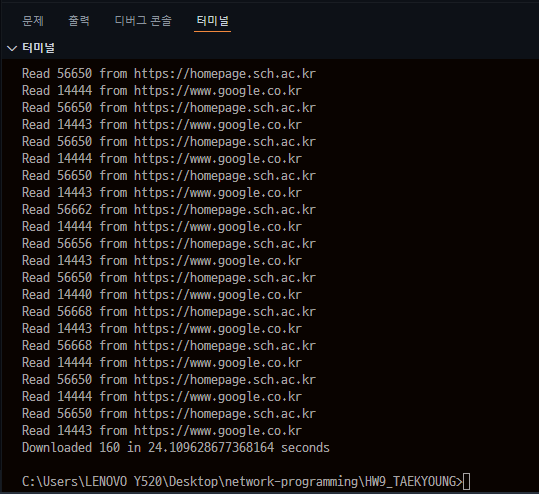 문제 출력 디버그 콘솔 터미널
터미널
Read 56650 from https://homepage.sch.ac.kr
Read 14444 from https://www.google.co.kr
Read 56650 from https://homepage.sch.ac.kr
Read 14443 from https://www.google.co.kr
Read 56650 from https://homepage.sch.ac.kr
Read 14444 from https://www.google.co.kr
Read 56650 from https://homepage.sch.ac.kr
Read 14443 from https://www.google.co.kr
Read 56662 from https://homepage.sch.ac.kr
Read 14444 from https://www.google.co.kr
Read 56656 from https://homepage.sch.ac.kr
Read 14443 from https://www.google.co.kr
Read 56650 from https://homepage.sch.ac.kr
Read 14440 from https://www.google.co.kr
Read 56668 from https://homepage.sch.ac.kr
Read 14443 from https://www.google.co.kr
Read 56668 from https://homepage.sch.ac.kr
Read 14444 from https://www.google.co.kr
Read 56650 from https://homepage.sch.ac.kr
Read 14444 from https://www.google.co.kr
Read 56650 from https://homepage.sch.ac.kr
Read 14443 from https://www.google.co.kr
Downloaded 160 in 24.109628677368164 seconds
C:\Users\LENOVO Y520\Desktop\network-programming\HW9_TAEKYOUNG>